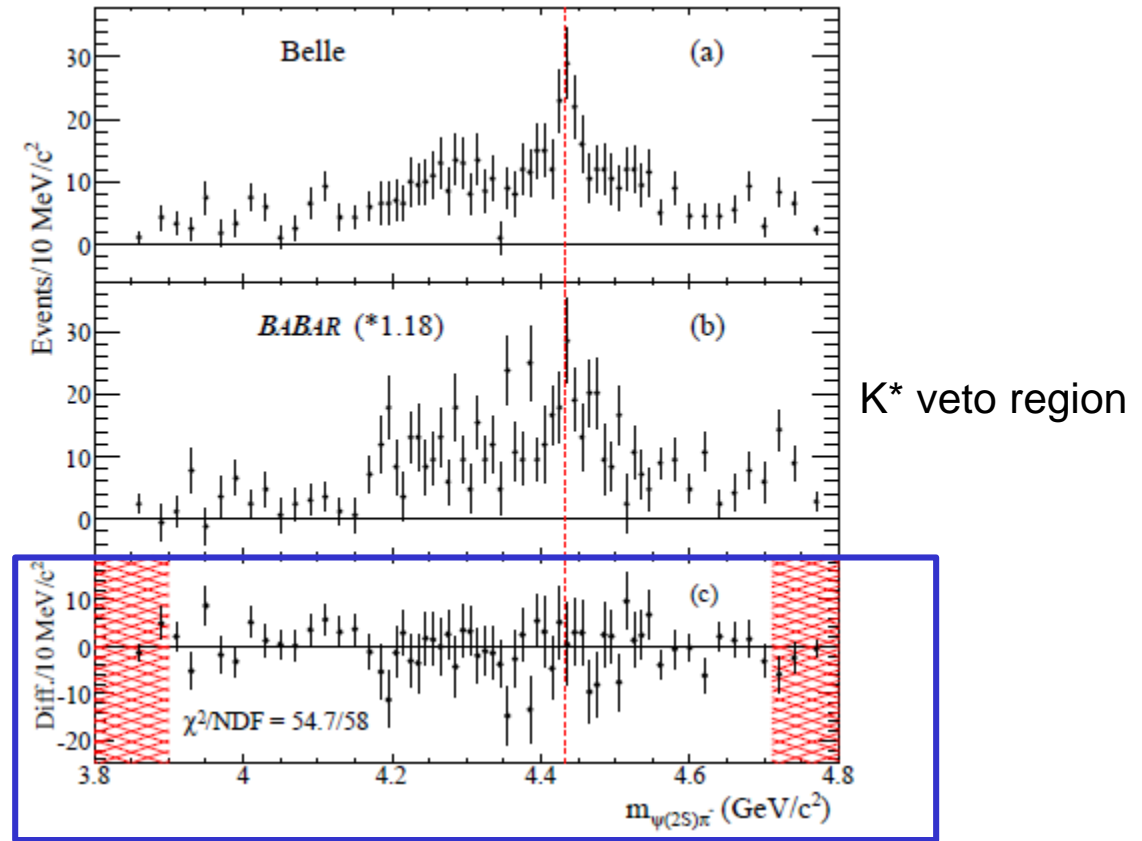 Belle
(a)
30
20
10
0
Events/10 MeV/c²
BABAR (*1.18)
(b)
30
20
10
0
K* veto region
(c)
10
0
-10
-20
Diff./10 MeV/c²
χ²/NDF = 54.7/58
3.8 4 4.2 4.4 4.6 4.8
mψ(2S)π⁻ (GeV/c²)